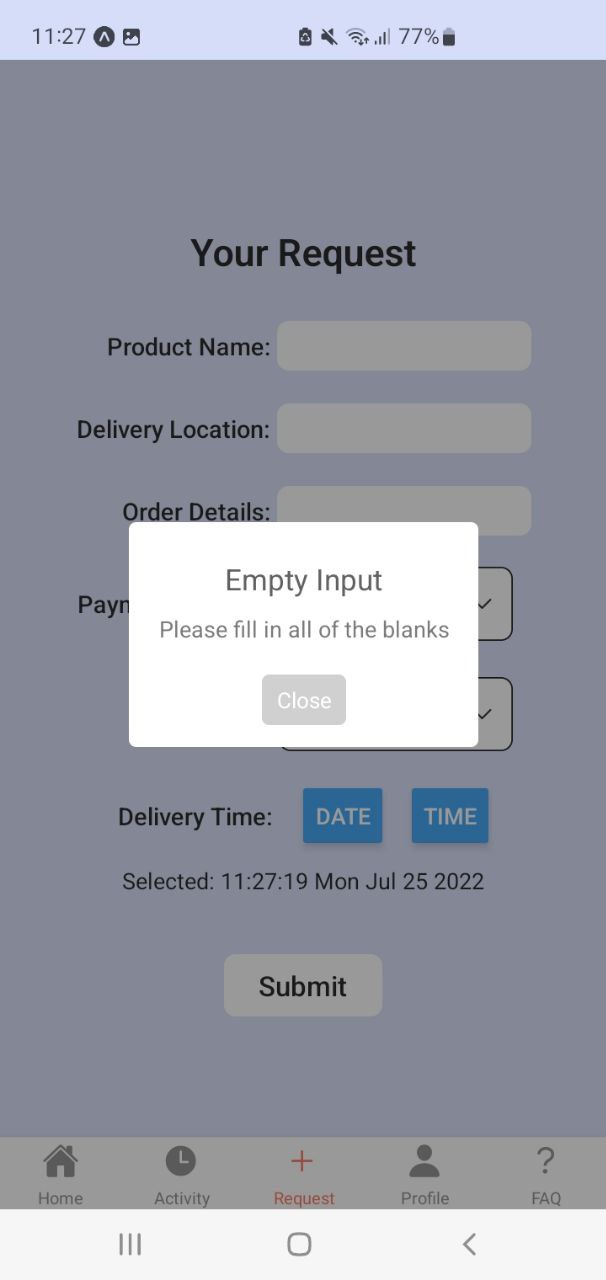 11:27 77%
Your Request
Product Name:
Delivery Location:
Order Details:
Empty Input
Please fill in all of the blanks
Close
Delivery Time: DATE TIME
Selected: 11:27:19 Mon Jul 25 2022
Submit
Home Activity Request Profile FAQ